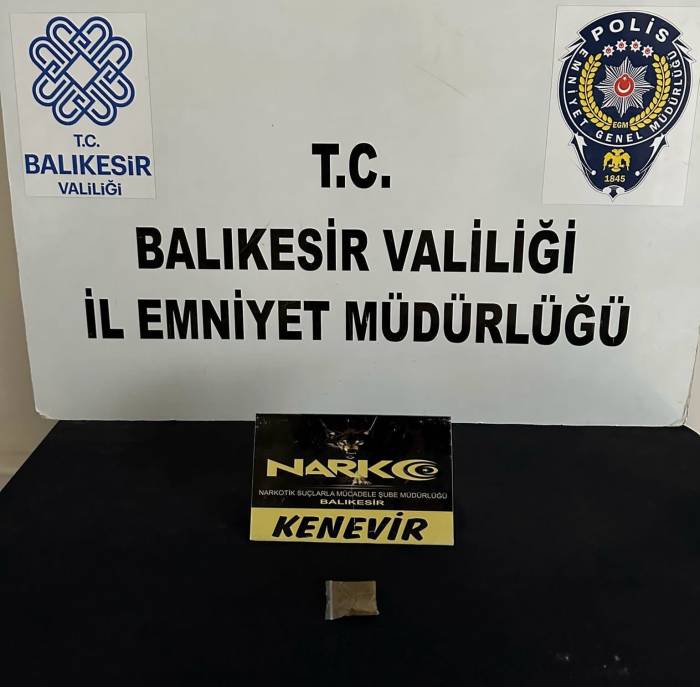 T.C.
BALIKESİR
VALİLİĞİ
POLİS
EMNİYET GENEL MÜDÜRLÜĞÜ
EGM
1845
T.C.
BALIKESİR VALİLİĞİ
İL EMNİYET MÜDÜRLÜĞÜ
NARKO
NARKOTİK SUÇLARLA MÜCADELE ŞUBE MÜDÜRLÜĞÜ
BALIKESİR
KENEVİR